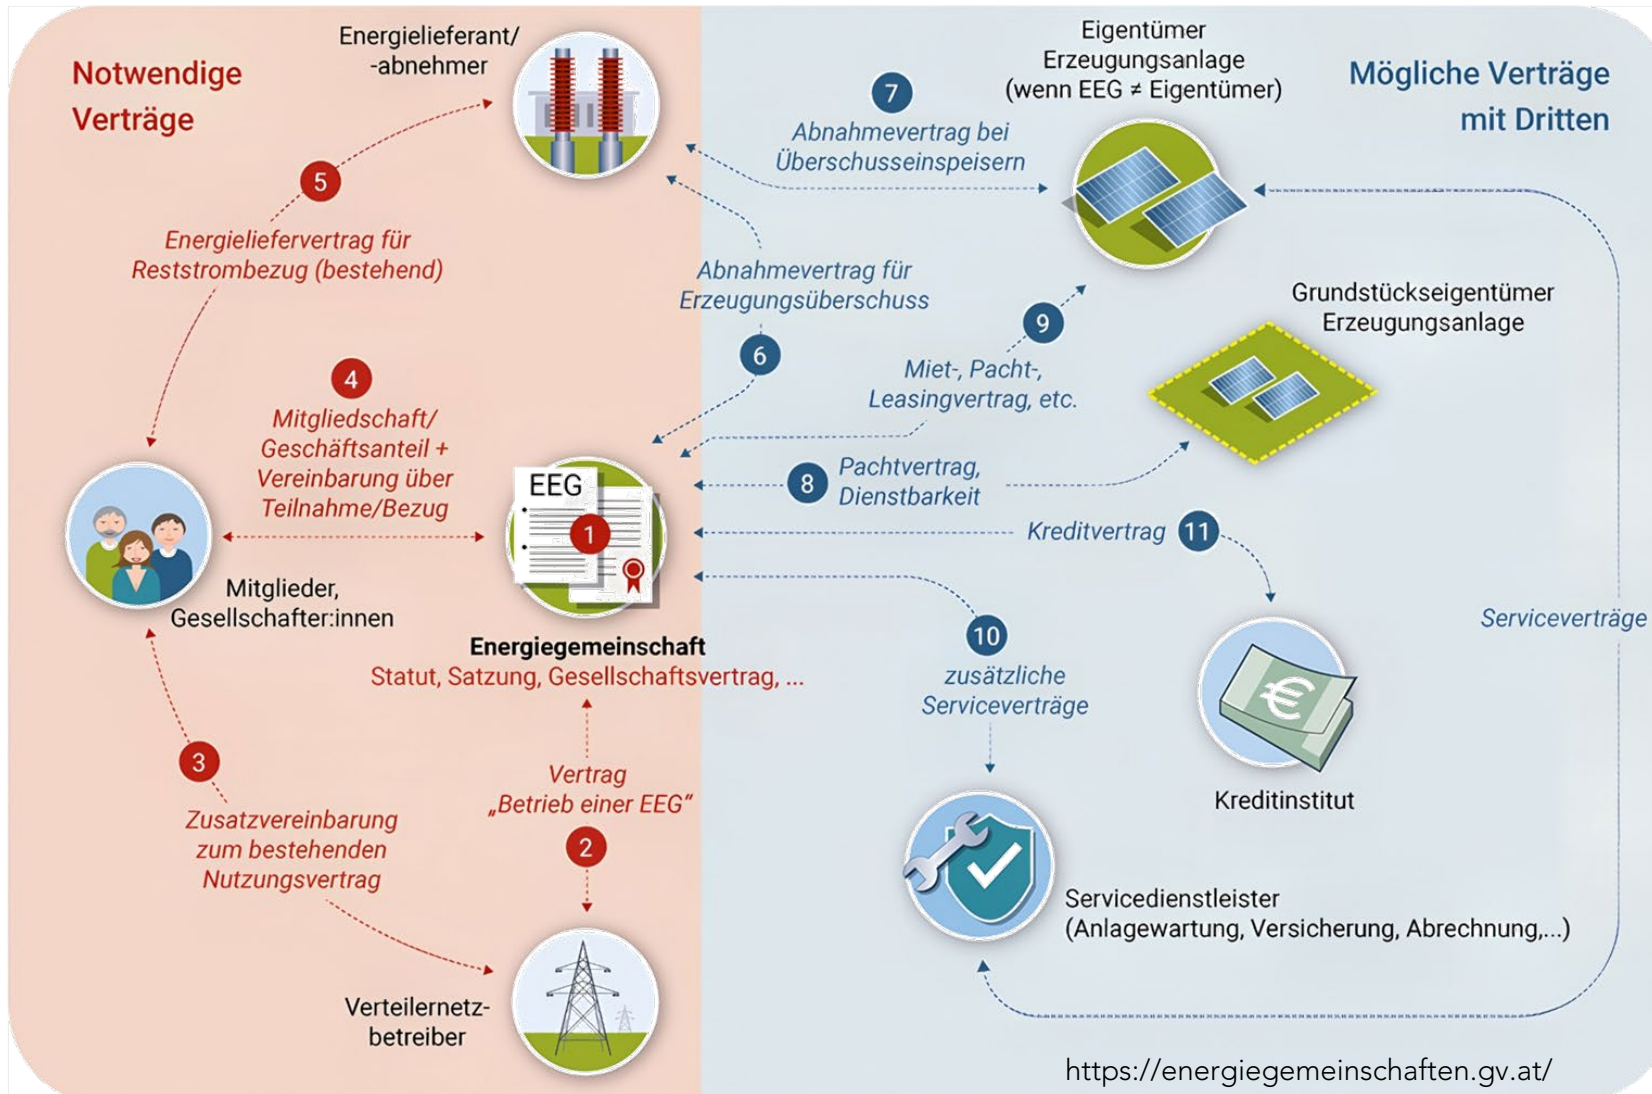 Notwendige
Verträge
Energielieferant/
-abnehmer
5
Energieliefervertrag für
Reststrombezug (bestehend)
4
Mitgliedschaft/
Geschäftsanteil +
Vereinbarung über
Teilnahme/Bezug
Mitglieder,
Gesellschafter:innen
EEG
1
Energiegemeinschaft
Statut, Satzung, Gesellschaftsvertrag, ...
3
Zusatzvereinbarung
zum bestehenden
Nutzungsvertrag
Vertrag
„Betrieb einer EEG“
2
Verteilernetz-
betreiber
Mögliche Verträge
mit Dritten
Eigentümer
Erzeugungsanlage
(wenn EEG ≠ Eigentümer)
7
Abnahmevertrag bei
Überschusseinspeisern
Abnahmevertrag für
Erzeugungsüberschuss
6
9
Miet-, Pacht-,
Leasingvertrag, etc.
Grundstückseigentümer
Erzeugungsanlage
8
Pachtvertrag,
Dienstbarkeit
Kreditvertrag
11
Kreditinstitut
10
zusätzliche
Serviceverträge
Serviceverträge
Servicedienstleister
(Anlagewartung, Versicherung, Abrechnung,...)
https://energiegemeinschaften.gv.at/